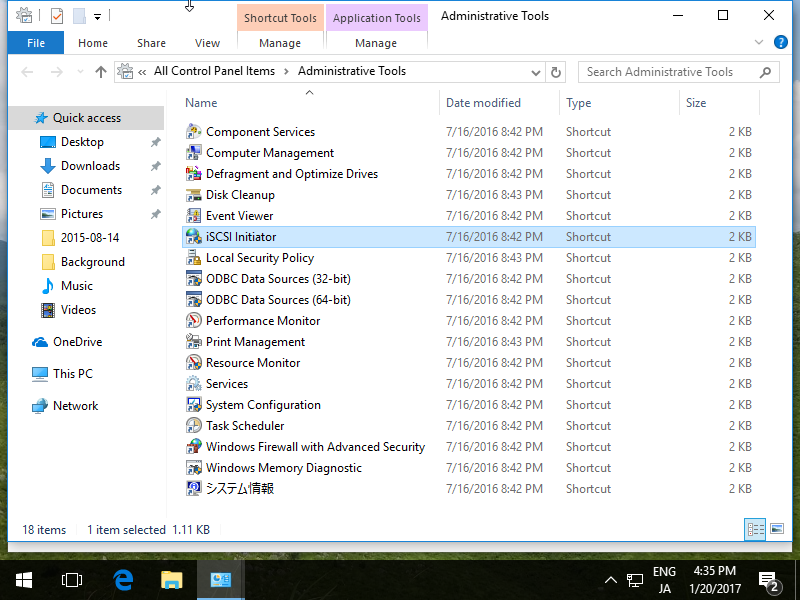 Shortcut Tools Application Tools Administrative Tools
File Home Share View Manage Manage
« All Control Panel Items › Administrative Tools Search Administrative Tools
Name Date modified Type Size
Quick access
Desktop
Downloads
Documents
Pictures
2015-08-14
Background
Music
Videos
OneDrive
This PC
Network
Component Services 7/16/2016 8:42 PM Shortcut 2 KB
Computer Management 7/16/2016 8:42 PM Shortcut 2 KB
Defragment and Optimize Drives 7/16/2016 8:42 PM Shortcut 2 KB
Disk Cleanup 7/16/2016 8:43 PM Shortcut 2 KB
Event Viewer 7/16/2016 8:42 PM Shortcut 2 KB
iSCSI Initiator 7/16/2016 8:42 PM Shortcut 2 KB
Local Security Policy 7/16/2016 8:43 PM Shortcut 2 KB
ODBC Data Sources (32-bit) 7/16/2016 8:42 PM Shortcut 2 KB
ODBC Data Sources (64-bit) 7/16/2016 8:42 PM Shortcut 2 KB
Performance Monitor 7/16/2016 8:42 PM Shortcut 2 KB
Print Management 7/16/2016 8:43 PM Shortcut 2 KB
Resource Monitor 7/16/2016 8:42 PM Shortcut 2 KB
Services 7/16/2016 8:42 PM Shortcut 2 KB
System Configuration 7/16/2016 8:42 PM Shortcut 2 KB
Task Scheduler 7/16/2016 8:42 PM Shortcut 2 KB
Windows Firewall with Advanced Security 7/16/2016 8:42 PM Shortcut 2 KB
Windows Memory Diagnostic 7/16/2016 8:42 PM Shortcut 2 KB
システム情報 7/16/2016 8:42 PM Shortcut 2 KB
18 items 1 item selected 1.11 KB
ENG 4:35 PM
JA 1/20/2017 2